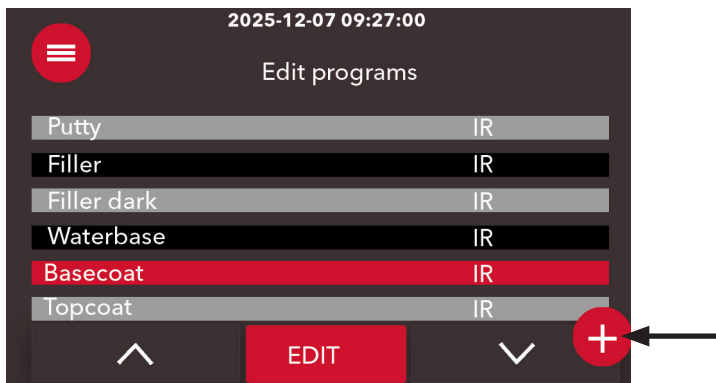 2025-12-07 09:27:00
Edit programs
Putty IR
Filler IR
Filler dark IR
Waterbase IR
Basecoat IR
Topcoat IR
EDIT
+